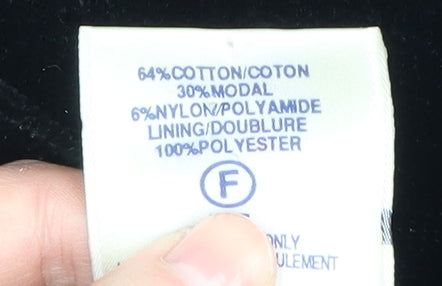 64%COTTON/COTON
30%MODAL
6%NYLON/POLYAMIDE
LINING/DOUBLURE
100%POLYESTER
F
ONLY
ULEMENT